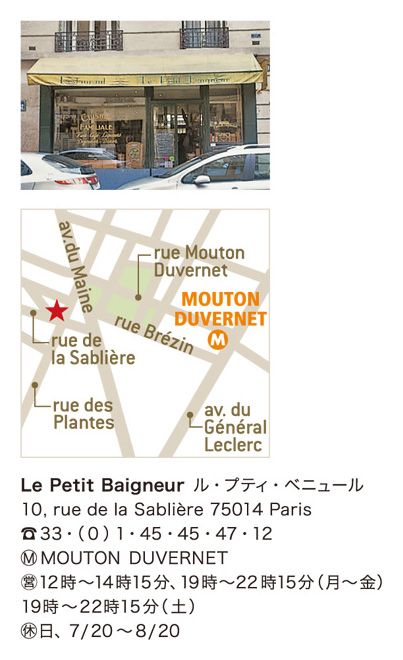 Restaurant Le Petit Baigneur
CUISINE
FAMILIALE
av.du Maine
rue Mouton
Duvernet
MOUTON
DUVERNET
M
rue Brézin
rue de
la Sablière
rue des
Plantes
av. du
Général
Leclerc
Le Petit Baigneur ル・プティ・ベニュール
10, rue de la Sablière 75014 Paris
☎33・(0) 1・45・45・47・12
Ⓜ MOUTON DUVERNET
㊂12時〜14時15分、19時〜22時15分(月〜金)
19時〜22時15分(土)
㊡日、7/20〜8/20